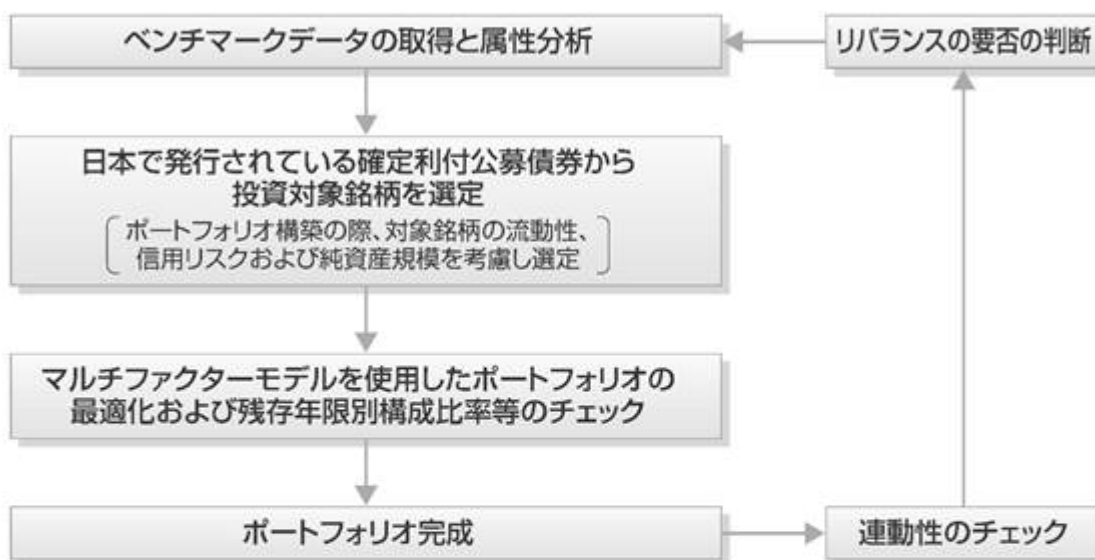 ベンチマークデータの取得と属性分析
リバランスの要否の判断
日本で発行されている確定利付公募債券から
投資対象銘柄を選定
ポートフォリオ構築の際、対象銘柄の流動性、
信用リスクおよび純資産規模を考慮し選定
マルチファクターモデルを使用したポートフォリオの
最適化および残存年限別構成比率等のチェック
ポートフォリオ完成
連動性のチェック